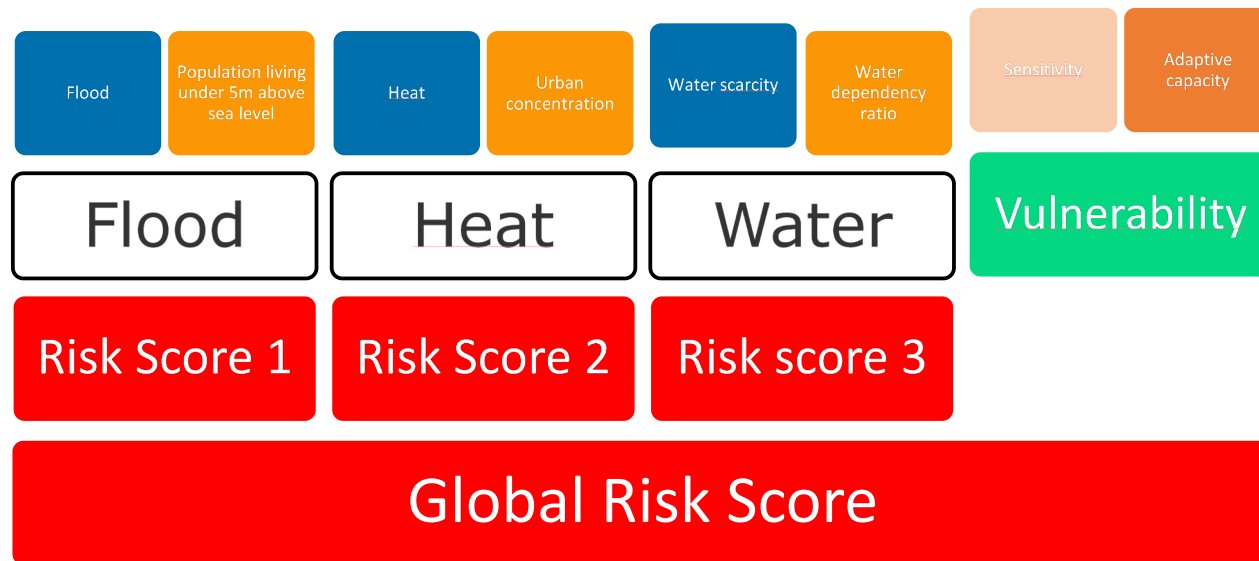 Flood
Population living
under 5m above
sea level
Heat
Urban
concentration
Water scarcity
Water
dependency
ratio
Sensitivity
Adaptive
capacity
Flood
Heat
Water
Vulnerability
Risk Score 1
Risk Score 2
Risk score 3
Global Risk Score